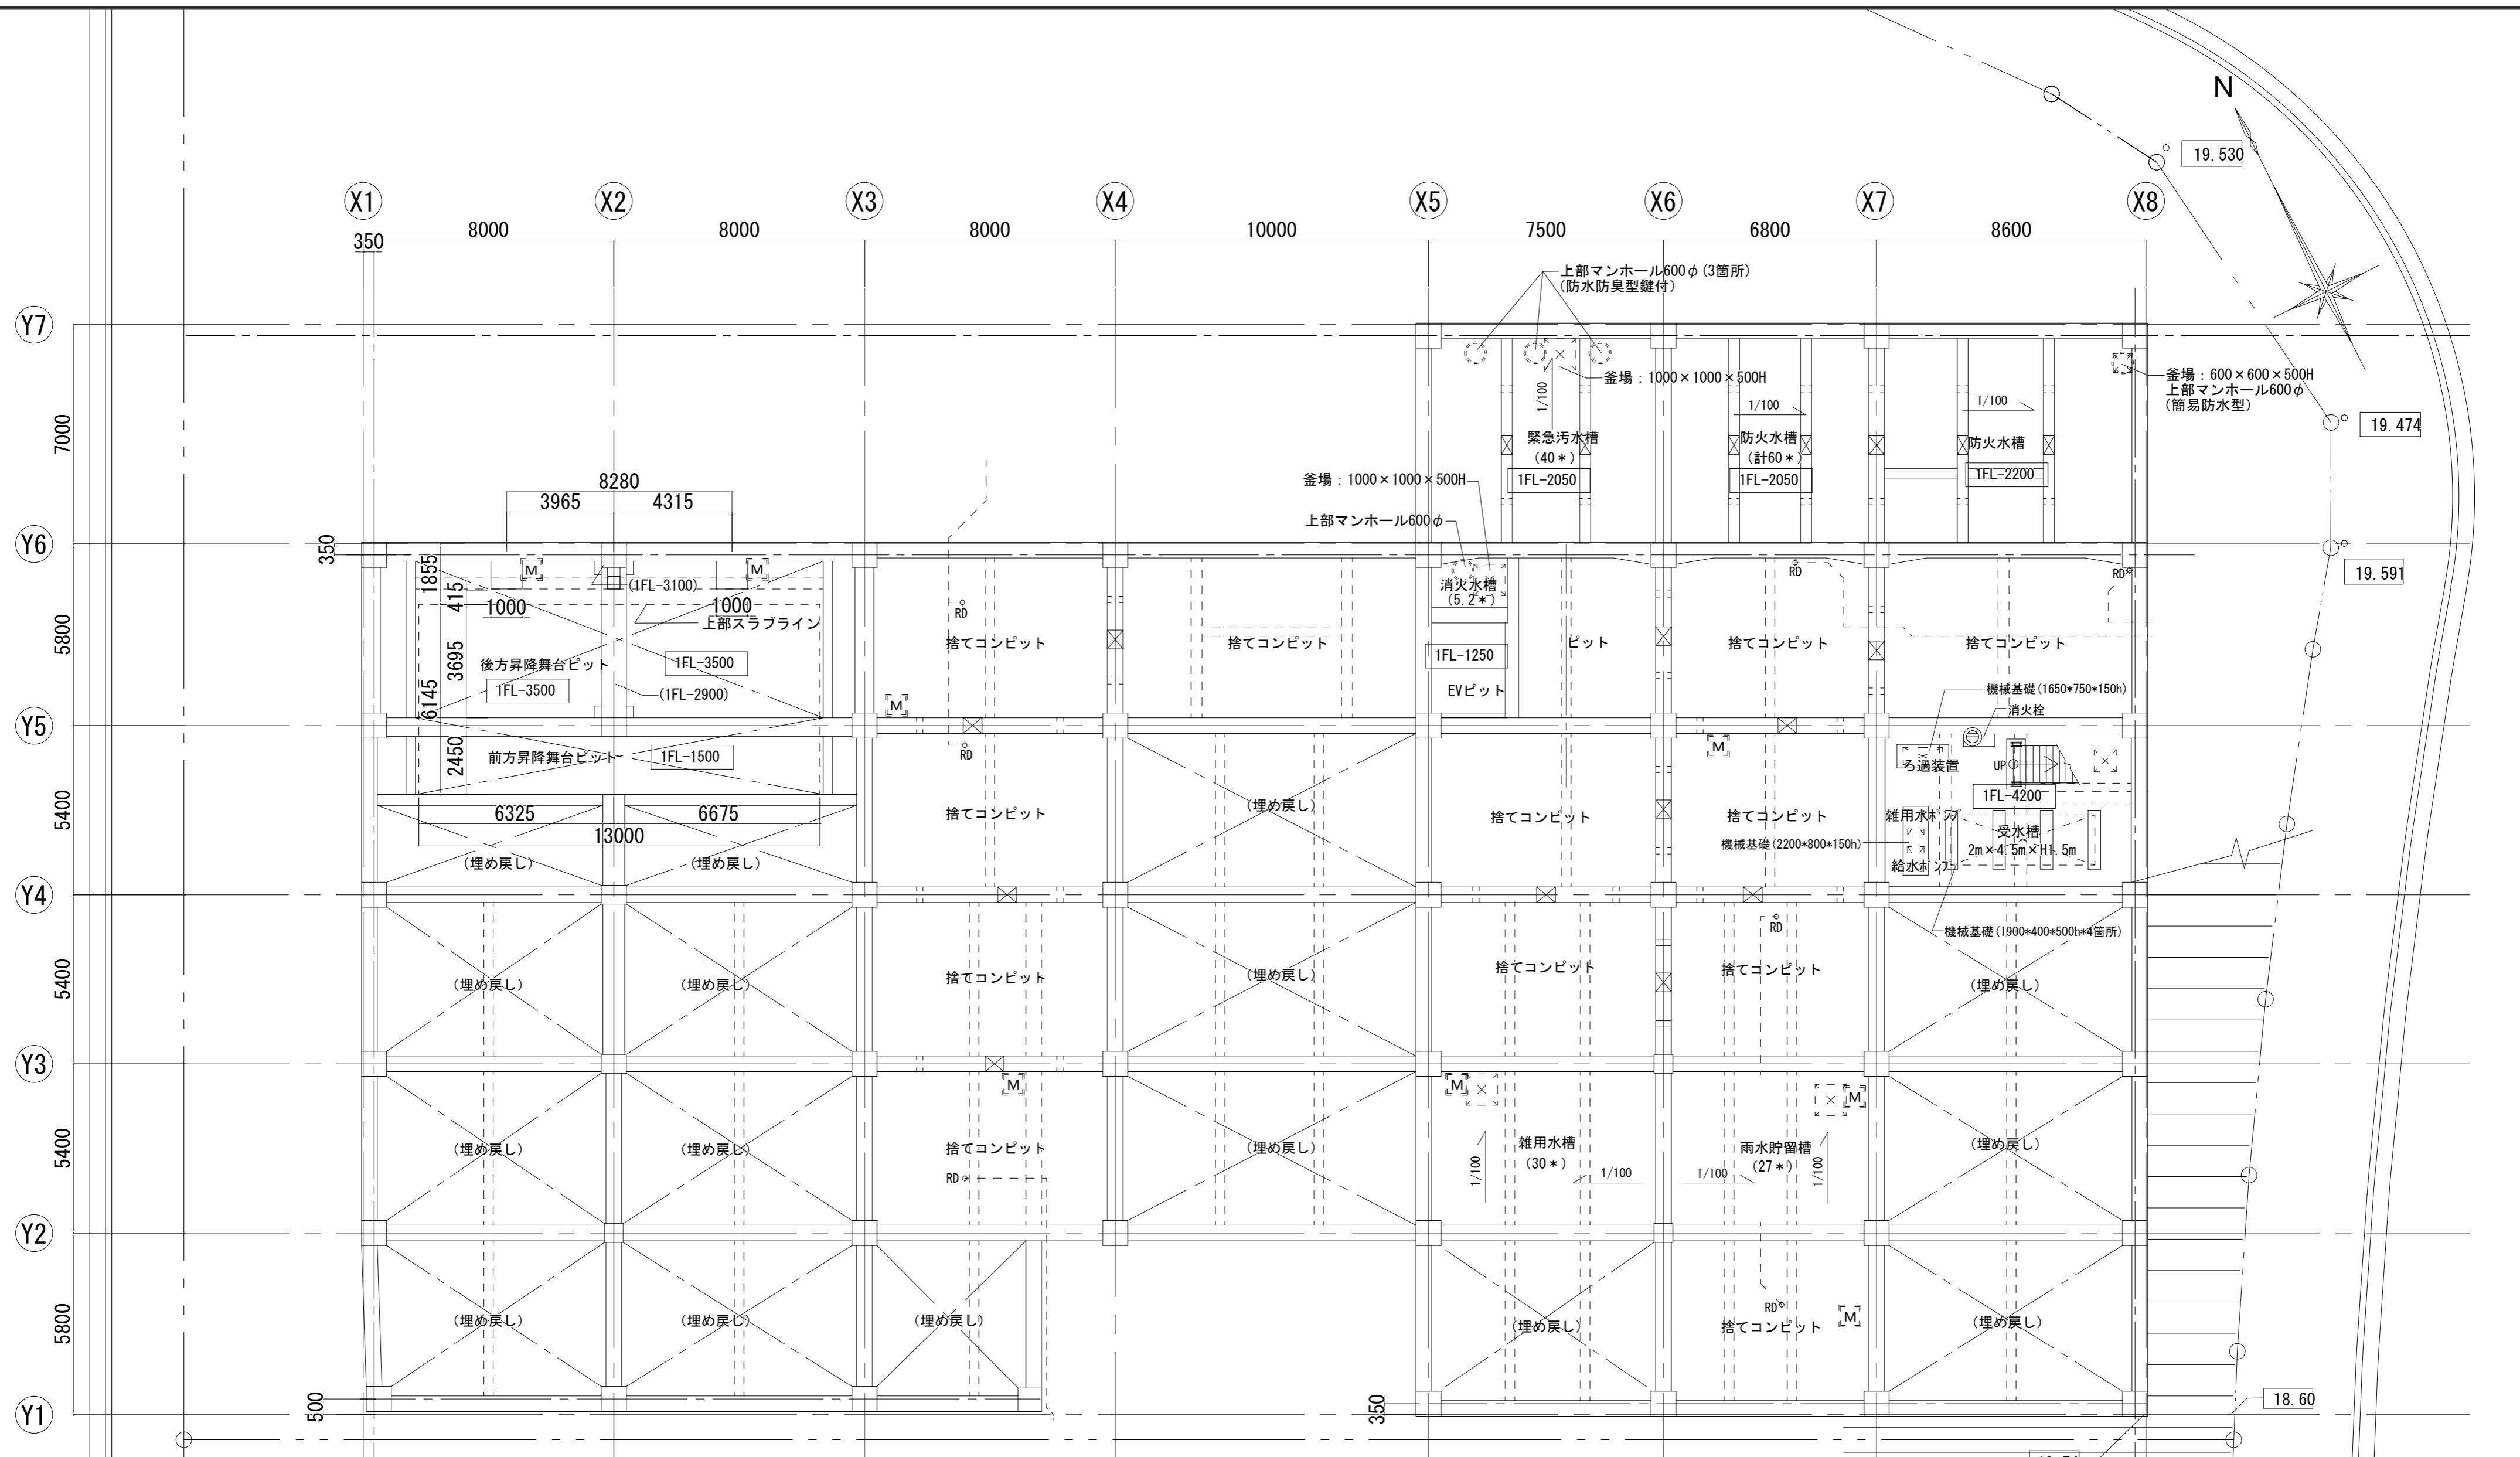 N
19.530
X1
X2
X3
X4
X5
X6
X7
X8
8000
8000
8000
10000
7500
6800
8600
350
上部マンホール600φ(3箇所)
(防水防臭型鍵付)
Y7
釜場:1000×1000×500H
釜場:600×600×500H
上部マンホール600φ
(簡易防水型)
1/100
1/100
1/100
19.474
7000
緊急汚水槽
(40*)
1FL-2050
防火水槽
(計60*)
1FL-2050
防火水槽
1FL-2200
8280
3965
4315
釜場:1000×1000×500H
上部マンホール600φ
Y6
350
19.591
1855
415
3695
6145
2450
M
M
(1FL-3100)
1000
1000
上部スラブライン
後方昇降舞台ピット
1FL-3500
1FL-3500
(1FL-2900)
RD
捨てコンピット
捨てコンピット
消火水槽
(5.2*)
1FL-1250
EVピット
ピット
RD
捨てコンピット
RD
捨てコンピット
5800
M
機械基礎(1650*750*150h)
消火栓
Y5
RD
M
前方昇降舞台ピット
1FL-1500
ろ過装置
UP
1FL-4200
5400
6325
6675
13000
(埋め戻し)
(埋め戻し)
捨てコンピット
(埋め戻し)
捨てコンピット
捨てコンピット
雑用水ポンプ
機械基礎(2200*800*150h)
給水ポンプ
受水槽
2m×4.5m×H1.5m
Y4
機械基礎(1900*400*500h*4箇所)
RD
5400
(埋め戻し)
(埋め戻し)
捨てコンピット
(埋め戻し)
捨てコンピット
捨てコンピット
(埋め戻し)
Y3
M
M
M
5400
(埋め戻し)
(埋め戻し)
捨てコンピット
RD
(埋め戻し)
1/100
雑用水槽
(30*)
1/100
1/100
雨水貯留槽
(27*)
1/100
(埋め戻し)
Y2
5800
(埋め戻し)
(埋め戻し)
(埋め戻し)
(埋め戻し)
RD
捨てコンピット
M
(埋め戻し)
Y1
500
350
18.60